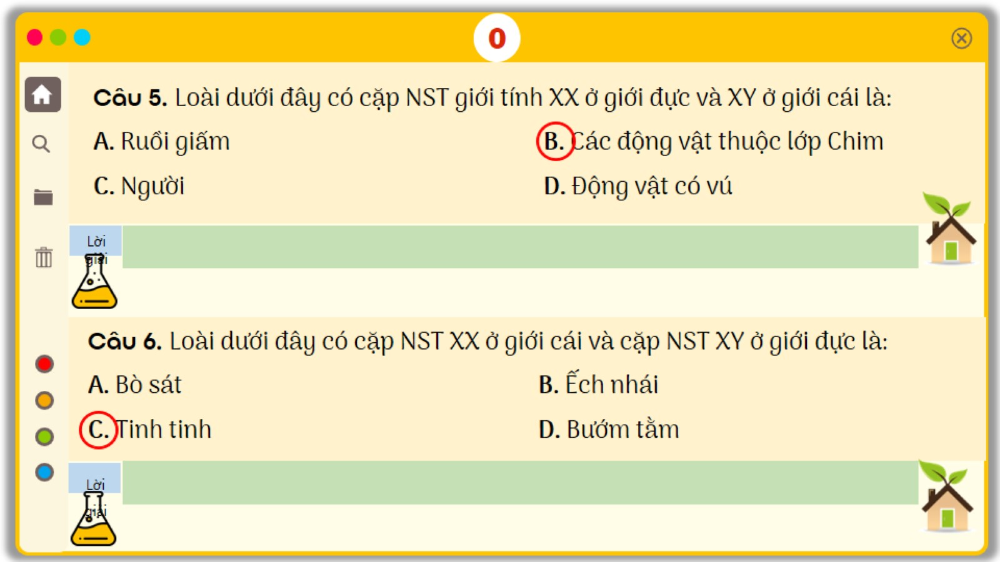 0
Câu 5. Loài dưới đây có cặp NST giới tính XX ở giới đực và XY ở giới cái là:
A. Ruồi giấm
B. Các động vật thuộc lớp Chim
C. Người
D. Động vật có vú
Lời
giải
Câu 6. Loài dưới đây có cặp NST XX ở giới cái và cặp NST XY ở giới đực là:
A. Bò sát
B. Ếch nhái
C. Tinh tinh
D. Bướm tằm
Lời
giải